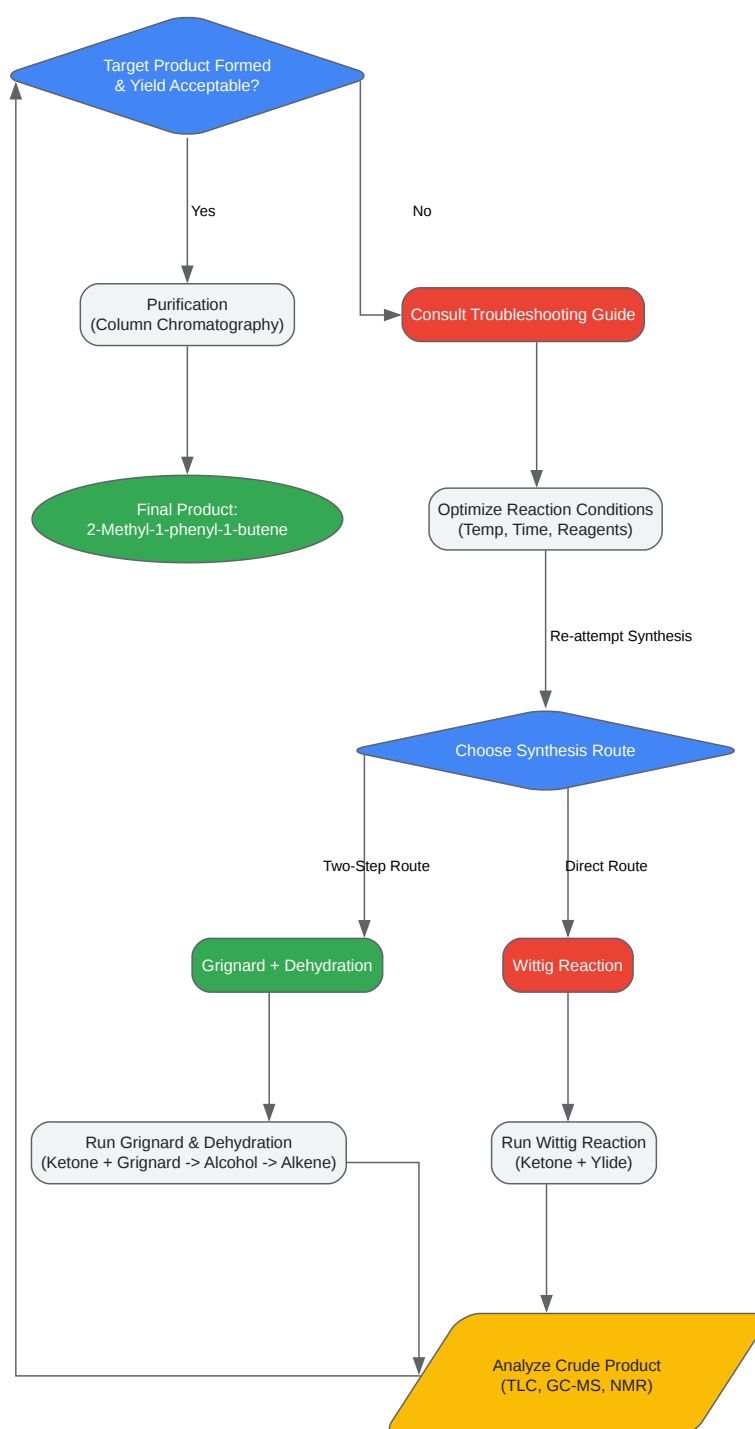 Target Product Formed
& Yield Acceptable?
Yes
No
Purification
(Column Chromatography)
Consult Troubleshooting Guide
Final Product:
2-Methyl-1-phenyl-1-butene
Optimize Reaction Conditions
(Temp, Time, Reagents)
Re-attempt Synthesis
Choose Synthesis Route
Two-Step Route
Direct Route
Grignard + Dehydration
Wittig Reaction
Run Grignard & Dehydration
(Ketone + Grignard -> Alcohol -> Alkene)
Run Wittig Reaction
(Ketone + Ylide)
Analyze Crude Product
(TLC, GC-MS, NMR)